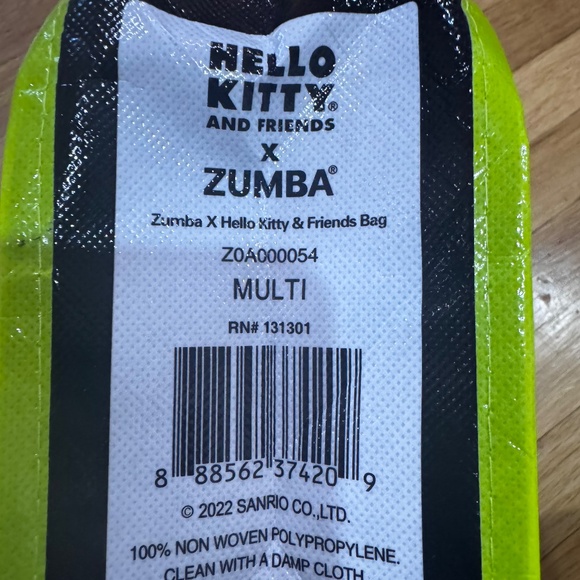 HELLO
KITTY®
AND FRIENDS
X
ZUMBA®
Zumba X Hello Kitty & Friends Bag
Z0A000054
MULTI
RN# 131301
8 88562 37420 9
© 2022 SANRIO CO.,LTD.
100% NON WOVEN POLYPROPYLENE.
CLEAN WITH A DAMP CLOTH